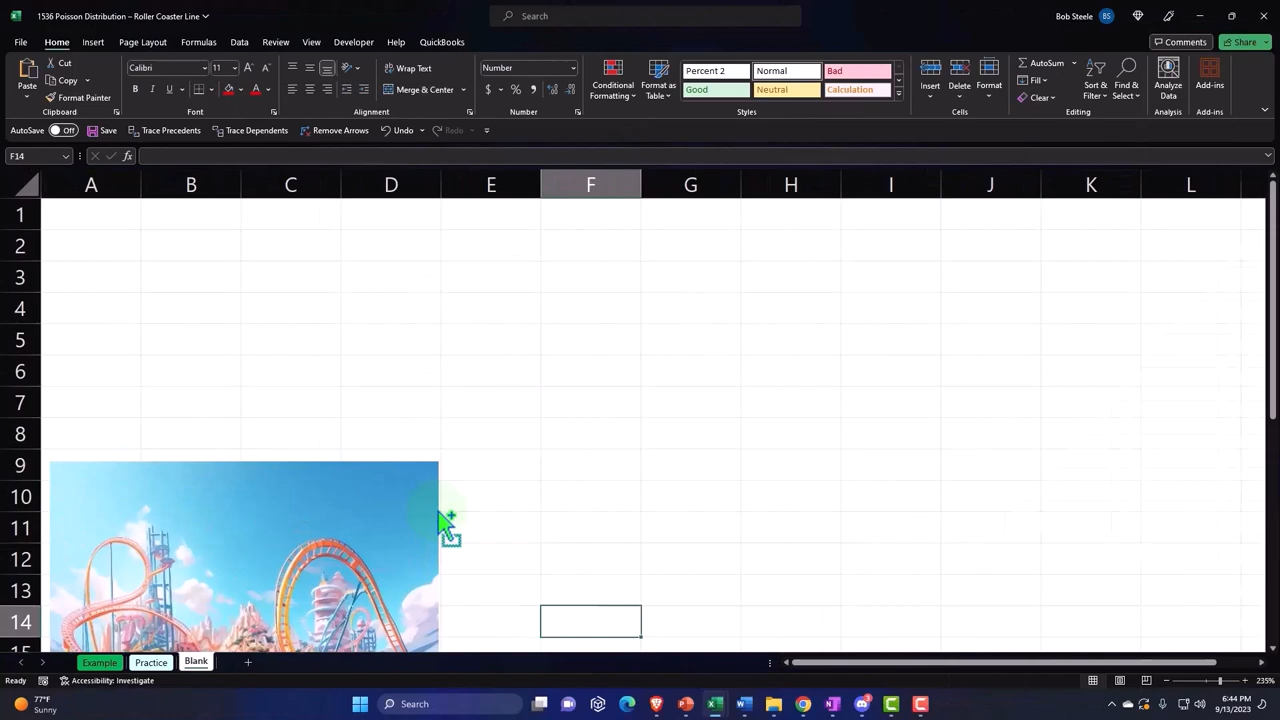 1536 Poisson Distribution – Roller Coaster Line
Search
Bob Steele
BS
File
Home
Insert
Page Layout
Formulas
Data
Review
View
Developer
Help
QuickBooks
Comments
Share
Paste
Cut
Copy
Format Painter
Clipboard
Calibri
11
B
I
U
Font
Wrap Text
Merge & Center
Alignment
Number
$
%
Number
Conditional Formatting
Format as Table
Percent 2
Normal
Bad
Good
Neutral
Calculation
Styles
Insert
Delete
Format
Cells
AutoSum
Fill
Clear
Sort & Filter
Find & Select
Editing
Analyze Data
Analysis
Add-ins
Add-ins
AutoSave
Off
Save
Trace Precedents
Trace Dependents
Remove Arrows
Undo
Redo
F14
fx
A B C D E F G H I J K L
1
2
3
4
5
6
7
8
9
10
11
12
13
14
15
Example
Practice
Blank
Ready
Accessibility: Investigate
235%
77°F
Sunny
Search
6:44 PM
9/13/2023